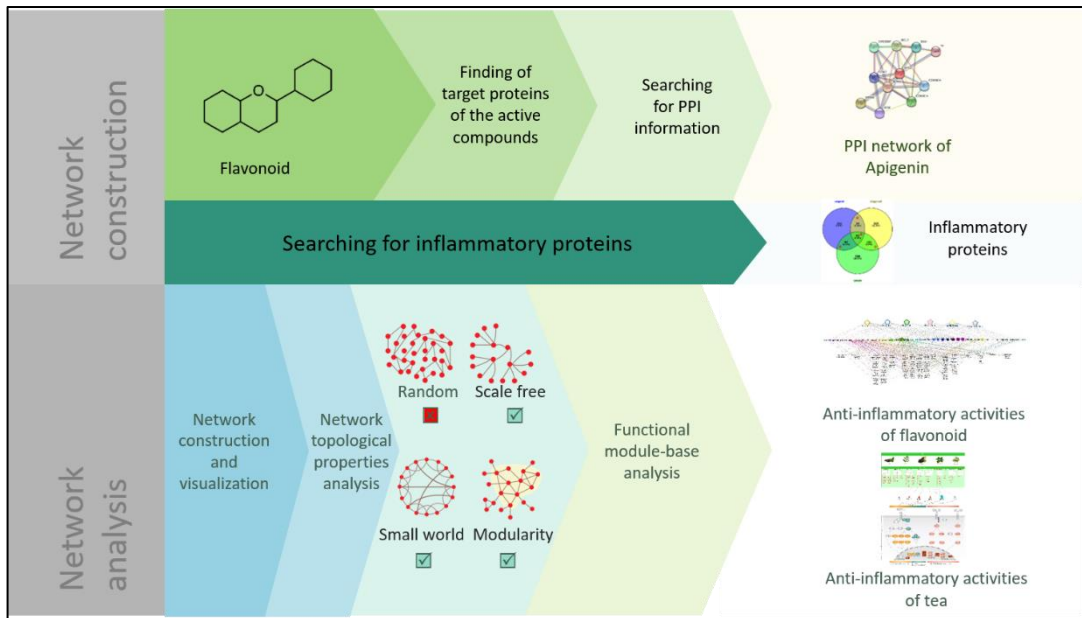 Network
construction
Flavonoid
Finding of
target proteins
of the active
compounds
Searching
for PPI
information
PPI network of
Apigenin
Searching for inflammatory proteins
Inflammatory
proteins
Network
analysis
Network
construction
and
visualization
Network
topological
properties
analysis
Random
Scale free
Small world
Modularity
Functional
module-base
analysis
Anti-inflammatory activities
of flavonoid
Anti-inflammatory activities
of tea
O